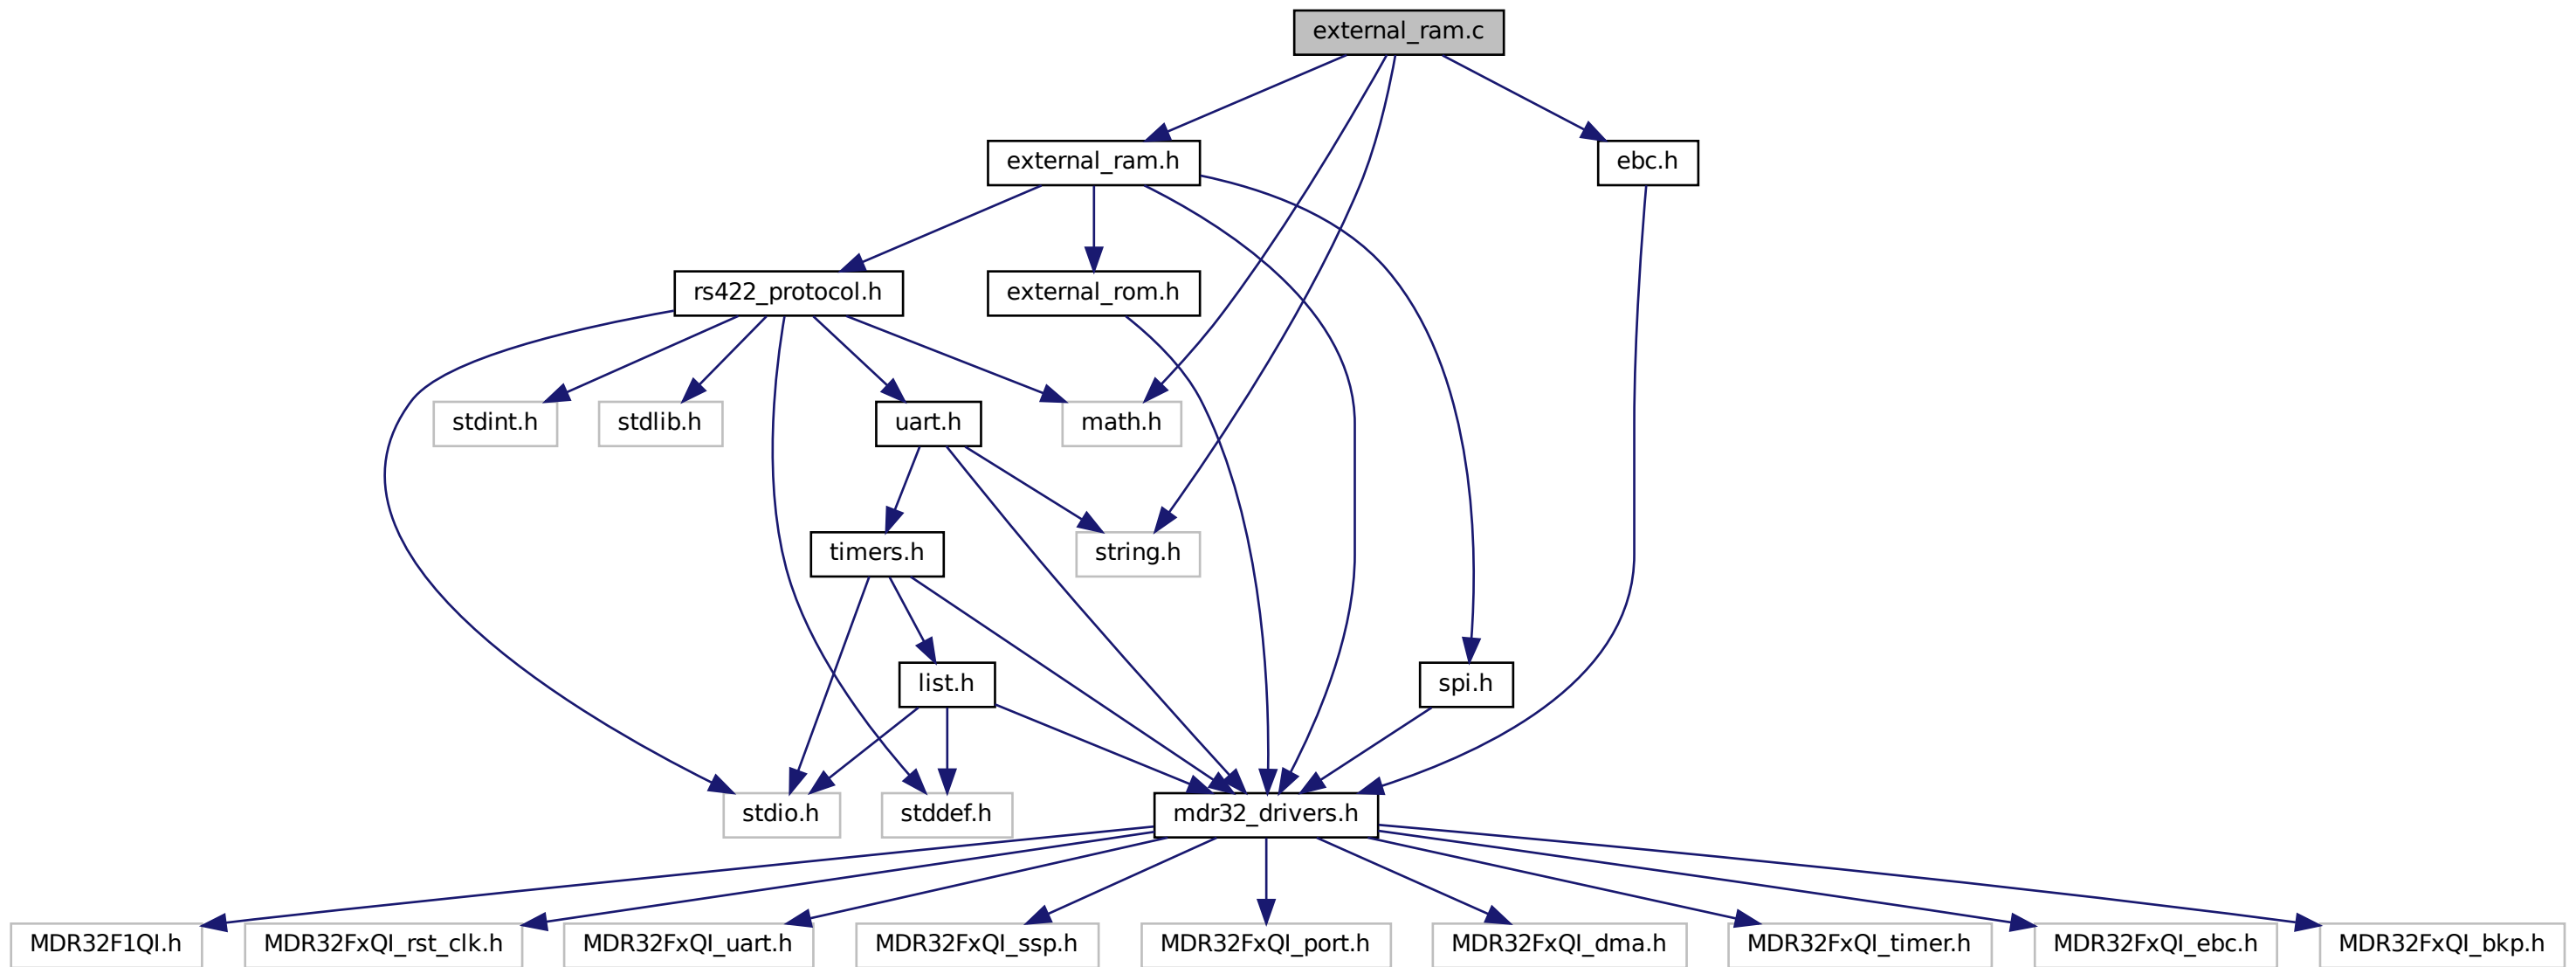 external_ram.c
external_ram.h
ebc.h
rs422_protocol.h
external_rom.h
stdint.h
stdlib.h
uart.h
math.h
timers.h
string.h
list.h
spi.h
stdio.h
stddef.h
mdr32_drivers.h
MDR32F1QI.h
MDR32FxQI_rst_clk.h
MDR32FxQI_uart.h
MDR32FxQI_ssp.h
MDR32FxQI_port.h
MDR32FxQI_dma.h
MDR32FxQI_timer.h
MDR32FxQI_ebc.h
MDR32FxQI_bkp.h